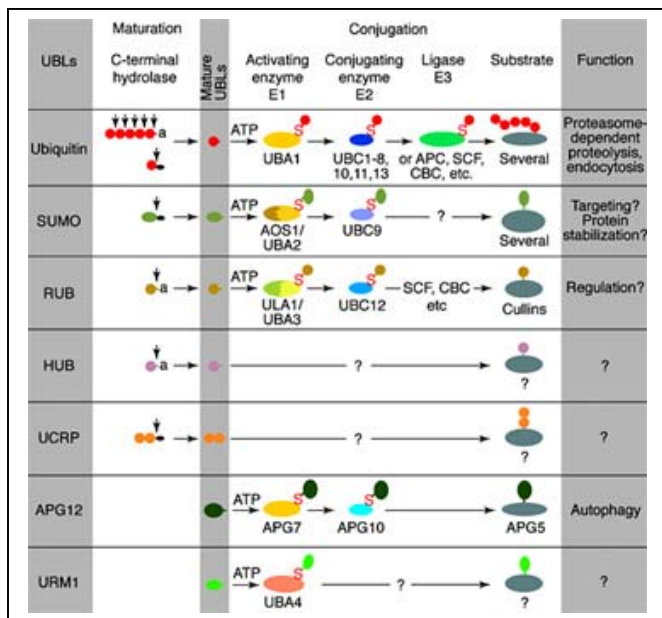 Maturation
Conjugation
UBLs
C-terminal
hydrolase
Mature
UBLs
Activating
enzyme
E1
Conjugating
enzyme
E2
Ligase
E3
Substrate
Function
Ubiquitin
a
ATP
S
UBA1
S
UBC1-8,
10,11,13
S
or APC, SCF,
CBC, etc.
Several
Proteasome-
dependent
proteolysis,
endocytosis
SUMO
ATP
S
AOS1/
UBA2
S
UBC9
?
Several
Targeting?
Protein
stabilization?
RUB
a
ATP
S
ULA1/
UBA3
S
UBC12
SCF, CBC
etc
Cullins
Regulation?
HUB
a
?
?
?
UCRP
?
?
?
APG12
ATP
S
APG7
S
APG10
APG5
Autophagy
URM1
ATP
S
UBA4
?
?
?